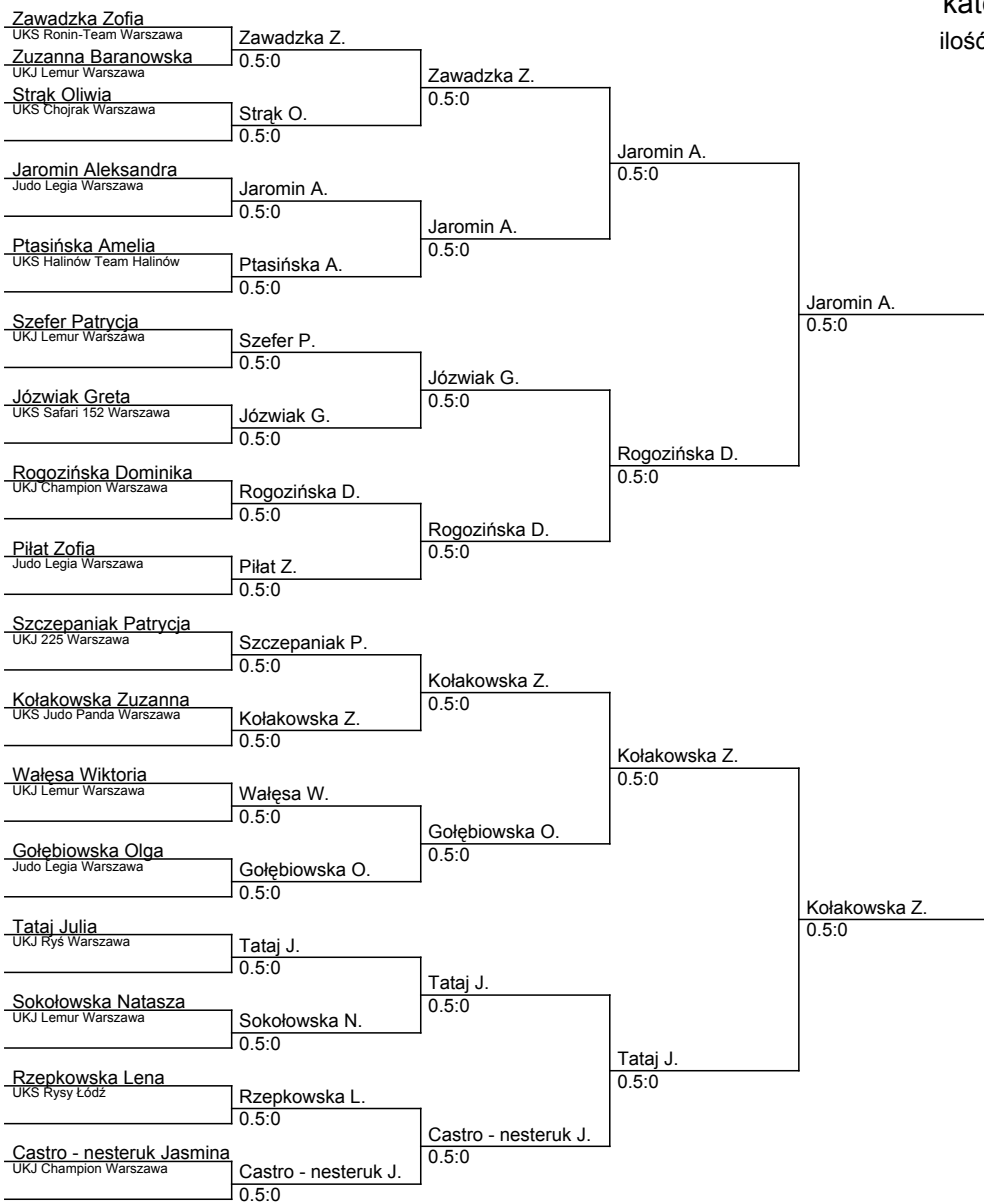 kate
ilość
Zawadzka Zofia
UKS Ronin-Team Warszawa
Zuzanna Baranowska
UKJ Lemur Warszawa
Strąk Oliwia
UKS Chojrak Warszawa
Jaromin Aleksandra
Judo Legia Warszawa
Ptasińska Amelia
UKS Halinów Team Halinów
Szefer Patrycja
UKJ Lemur Warszawa
Józwiak Greta
UKS Safari 152 Warszawa
Rogozińska Dominika
UKJ Champion Warszawa
Piłat Zofia
Judo Legia Warszawa
Szczepaniak Patrycja
UKJ 225 Warszawa
Kołakowska Zuzanna
UKS Judo Panda Warszawa
Wałęsa Wiktoria
UKJ Lemur Warszawa
Gołębiowska Olga
Judo Legia Warszawa
Tataj Julia
UKJ Ryś Warszawa
Sokołowska Natasza
UKJ Lemur Warszawa
Rzepkowska Lena
UKS Rysy Łódź
Castro - nesteruk Jasmina
UKJ Champion Warszawa
Zawadzka Z.
0.5:0
Strąk O.
0.5:0
Jaromin A.
0.5:0
Ptasińska A.
0.5:0
Szefer P.
0.5:0
Józwiak G.
0.5:0
Rogozińska D.
0.5:0
Piłat Z.
0.5:0
Szczepaniak P.
0.5:0
Kołakowska Z.
0.5:0
Wałęsa W.
0.5:0
Gołębiowska O.
0.5:0
Tataj J.
0.5:0
Sokołowska N.
0.5:0
Rzepkowska L.
0.5:0
Castro - nesteruk J.
0.5:0
Zawadzka Z.
0.5:0
Jaromin A.
0.5:0
Józwiak G.
0.5:0
Rogozińska D.
0.5:0
Kołakowska Z.
0.5:0
Gołębiowska O.
0.5:0
Tataj J.
0.5:0
Castro - nesteruk J.
0.5:0
Jaromin A.
0.5:0
Rogozińska D.
0.5:0
Kołakowska Z.
0.5:0
Tataj J.
0.5:0
Jaromin A.
0.5:0
Kołakowska Z.
0.5:0